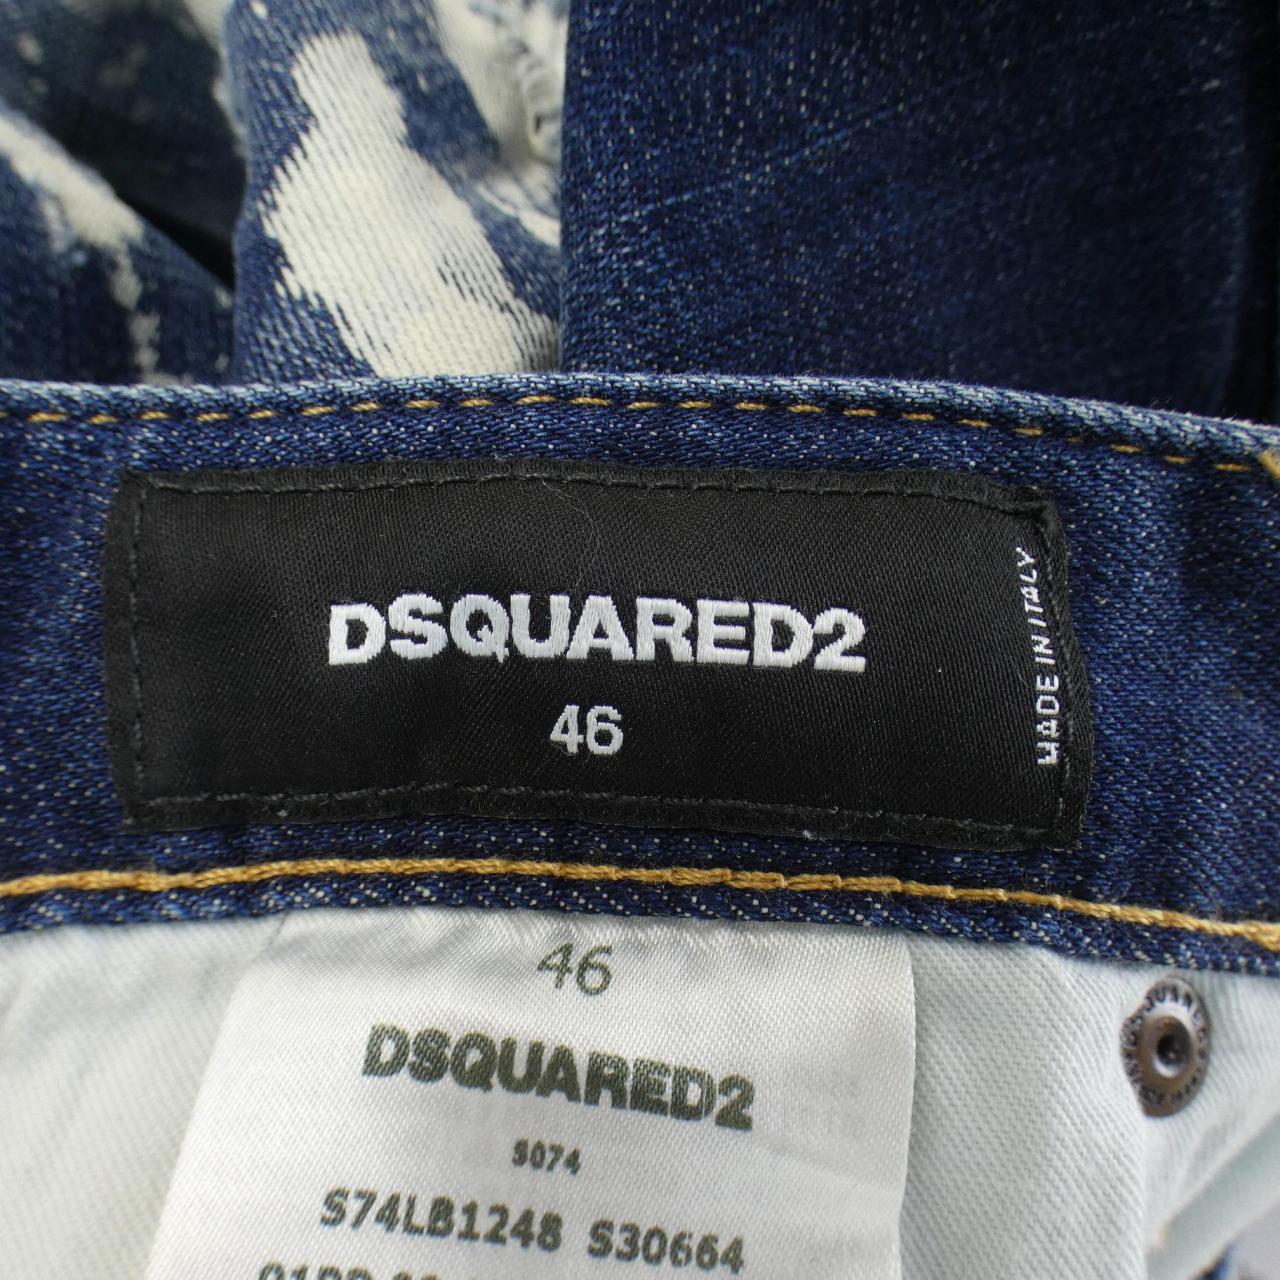 DSQUARED2
46
MADE IN ITALY
46
DSQUARED2
S074
S74LB1248 S30664